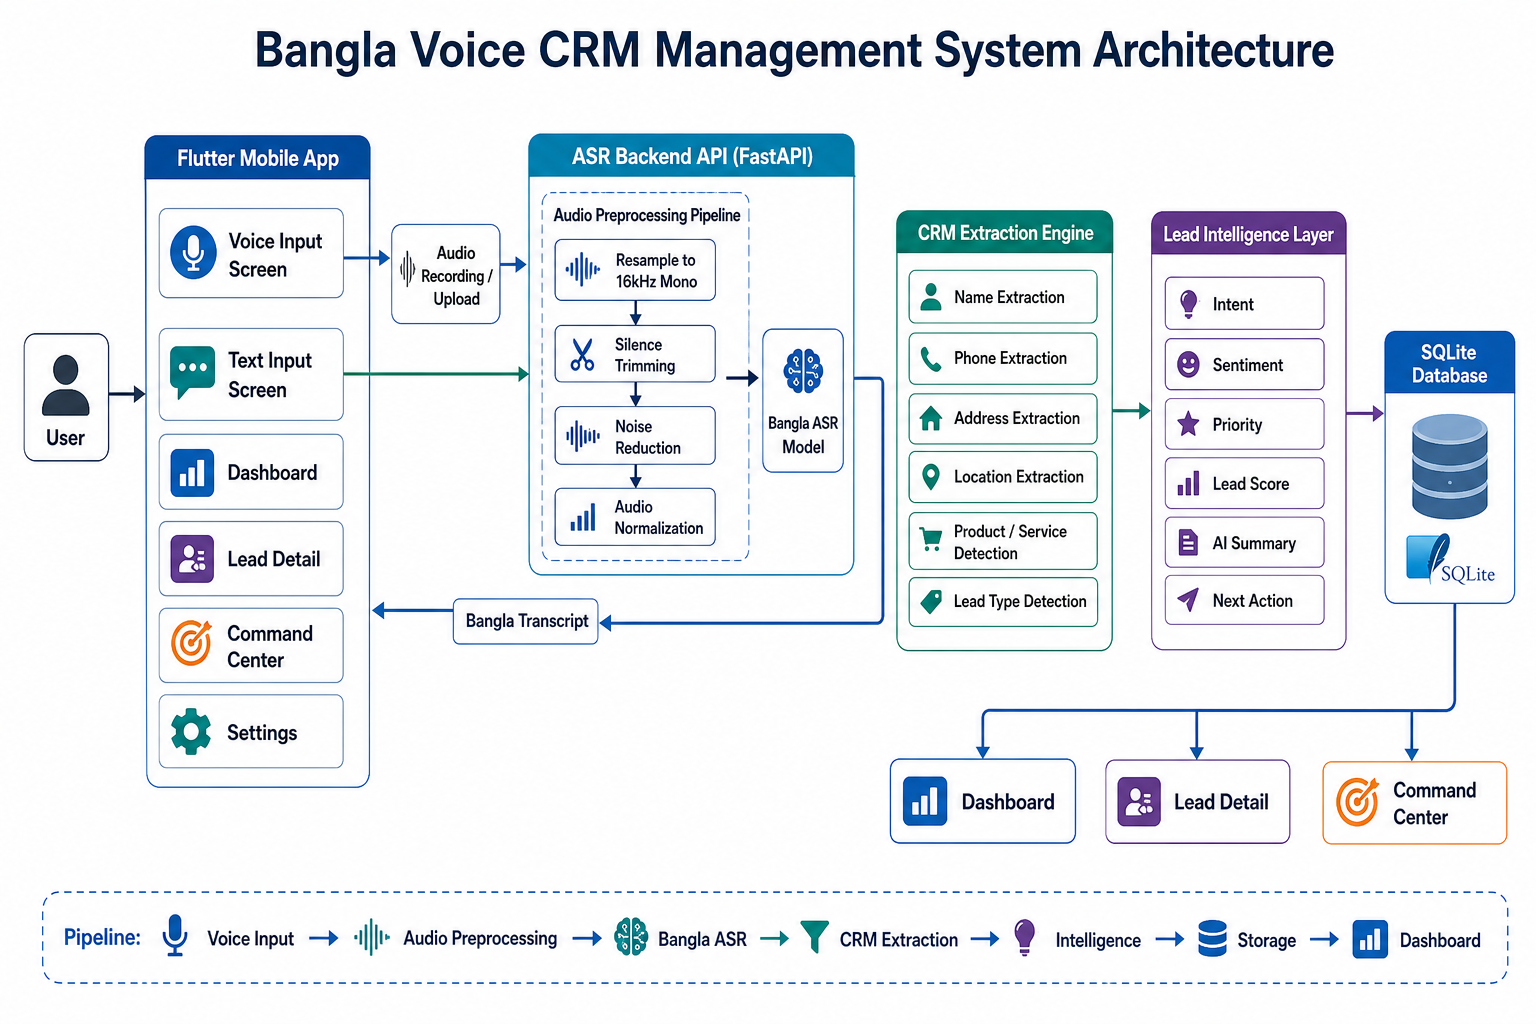 Bangla Voice CRM Management System Architecture
Flutter Mobile App
Voice Input
Screen
Text Input
Screen
Dashboard
Lead Detail
Command
Center
Settings
User
Audio
Recording /
Upload
ASR Backend API (FastAPI)
Audio Preprocessing Pipeline
Resample to
16kHz Mono
Silence
Trimming
Noise
Reduction
Audio
Normalization
Bangla ASR
Model
Bangla Transcript
CRM Extraction Engine
Name Extraction
Phone Extraction
Address Extraction
Location Extraction
Product / Service
Detection
Lead Type Detection
Lead Intelligence Layer
Intent
Sentiment
Priority
Lead Score
AI Summary
Next Action
SQLite
Database
SQLite
Dashboard
Lead Detail
Command
Center
Pipeline:
Voice Input
Audio Preprocessing
Bangla ASR
CRM Extraction
Intelligence
Storage
Dashboard